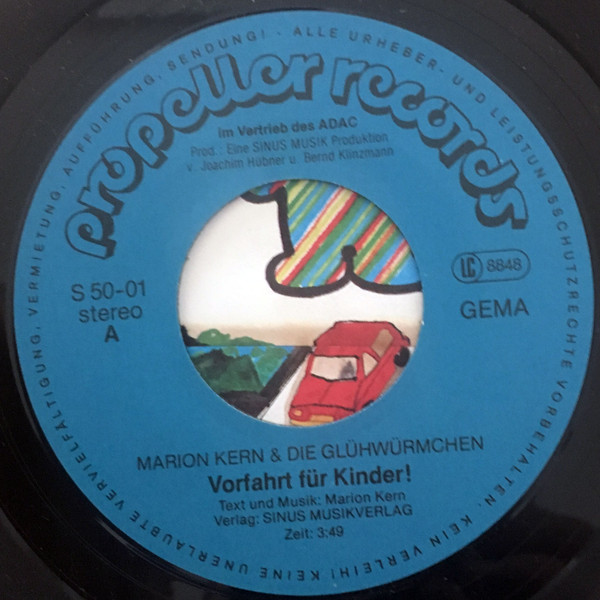 ALLE URHEBER- UND LEISTUNGSSCHUTZRECHTE VORBEHALTEN. KEIN VERLEIH! KEINE UNERLAUBTE VERVIELFÄLTIGUNG, VERMIETUNG, AUFFÜHRUNG, SENDUNG! -
propeller records
im Vertrieb des ADAC
Prod.: Eine SINUS MUSIK Produktion
v. Joachim Hübner u. Bernd Klinzmann
S 50-01
stereo
A
LC 8848
GEMA
MARION KERN & DIE GLÜHWÜRMCHEN
Vorfahrt für Kinder!
Text und Musik: Marion Kern
Verlag: SINUS MUSIKVERLAG
Zeit: 3:49